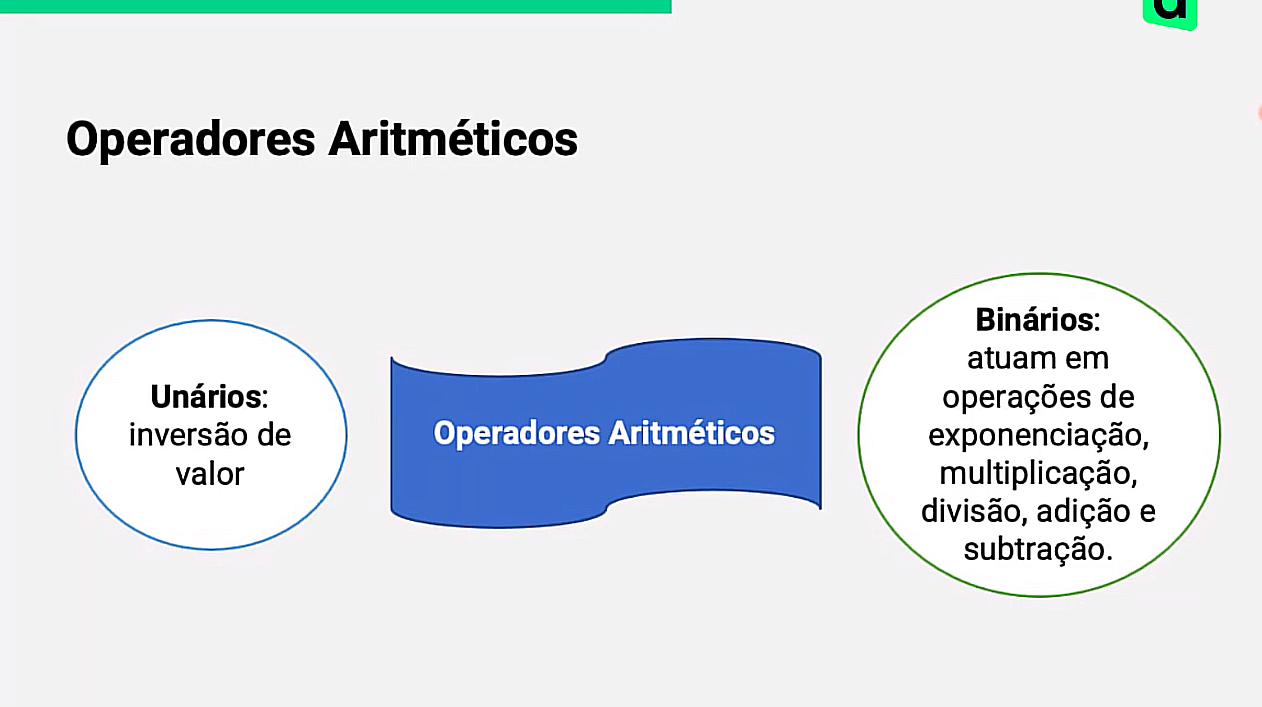 Operadores Aritméticos
Unários:
inversão de
valor
Operadores Aritméticos
Binários:
atuam em
operações de
exponenciação,
multiplicação,
divisão, adição e
subtração.